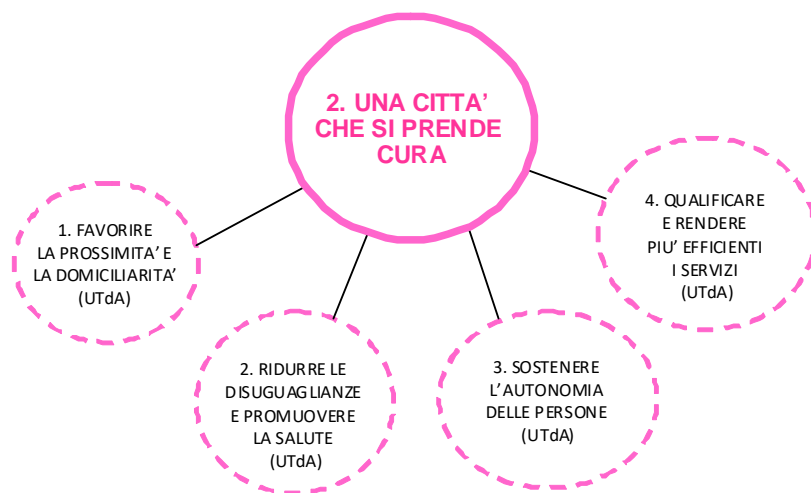 2. UNA CITTA’
CHE SI PRENDE
CURA
1. FAVORIRE
LA PROSSIMITA’ E
LA DOMICILIARITA’
(UTdA)
2. RIDURRE LE
DISUGUAGLIANZE
E PROMUOVERE
LA SALUTE
(UTdA)
3. SOSTENERE
L’AUTONOMIA
DELLE PERSONE
(UTdA)
4. QUALIFICARE
E RENDERE
PIU’ EFFICIENTI
I SERVIZI
(UTdA)